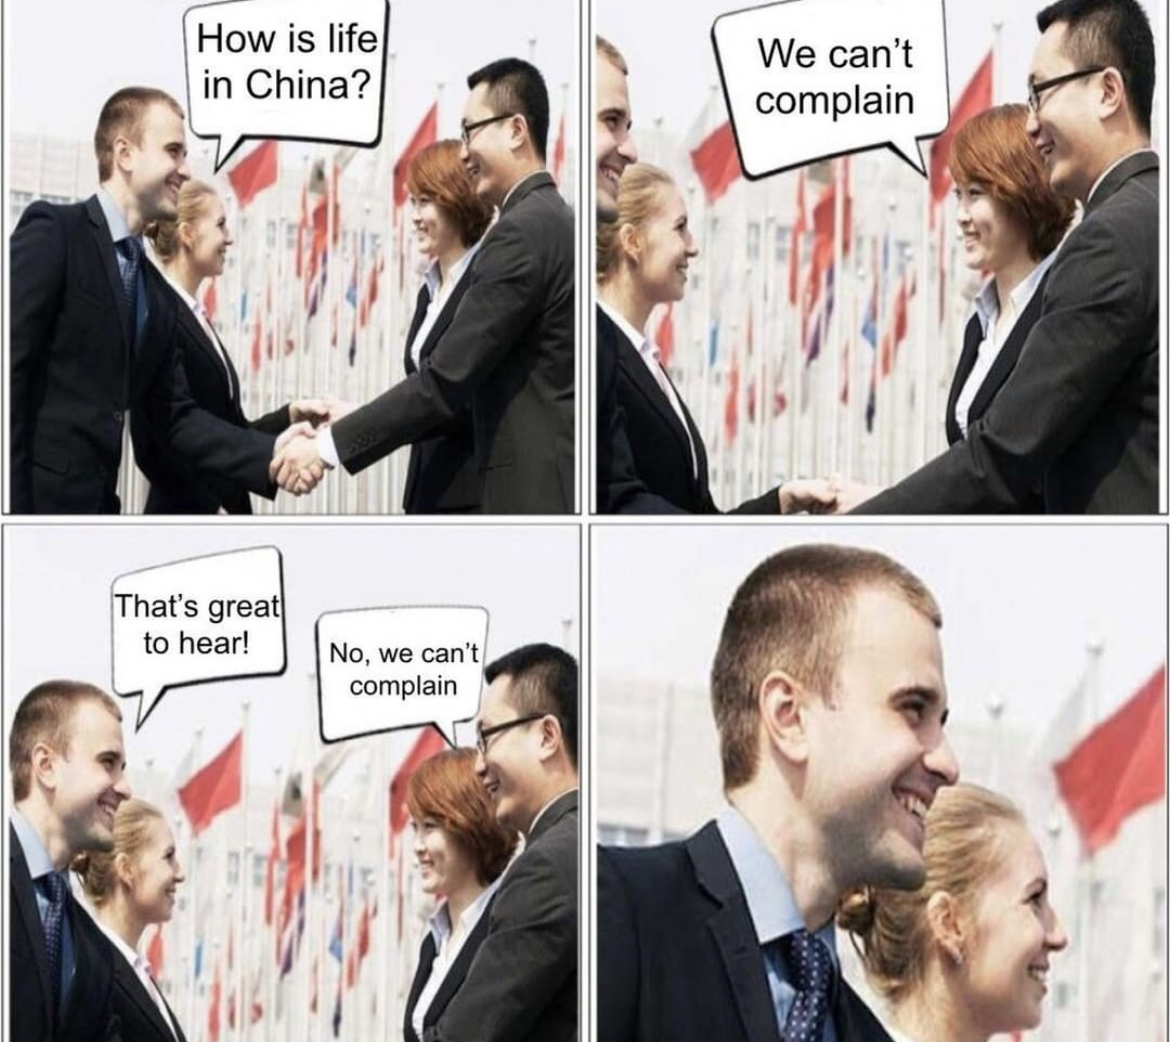 How is life
in China?
We can't
complain
That's great
to hear!
No, we can't
complain